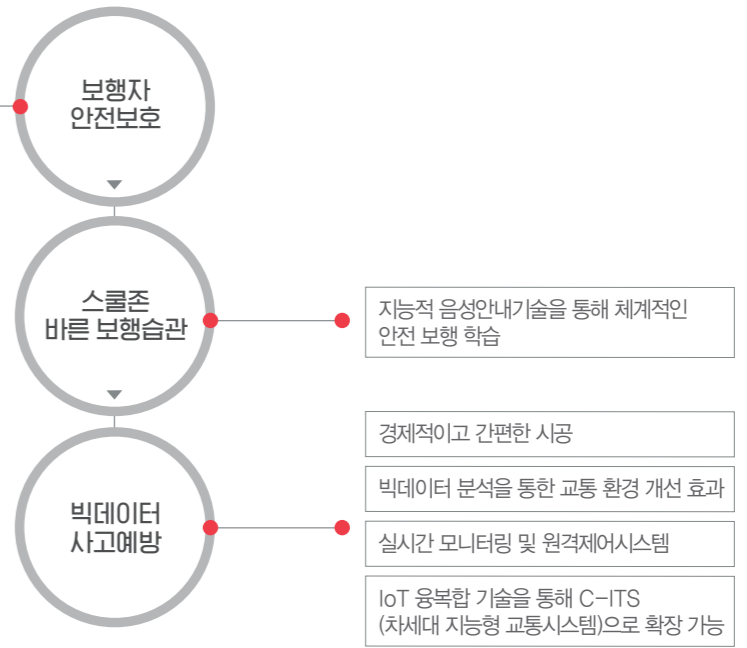 보행자
안전보호
스쿨존
바른 보행습관
지능적 음성안내기술을 통해 체계적인
안전 보행 학습
빅데이터
사고예방
경제적이고 간편한 시공
빅데이터 분석을 통한 교통 환경 개선 효과
실시간 모니터링 및 원격제어시스템
IoT 융복합 기술을 통해 C-ITS
(차세대 지능형 교통시스템)으로 확장 가능